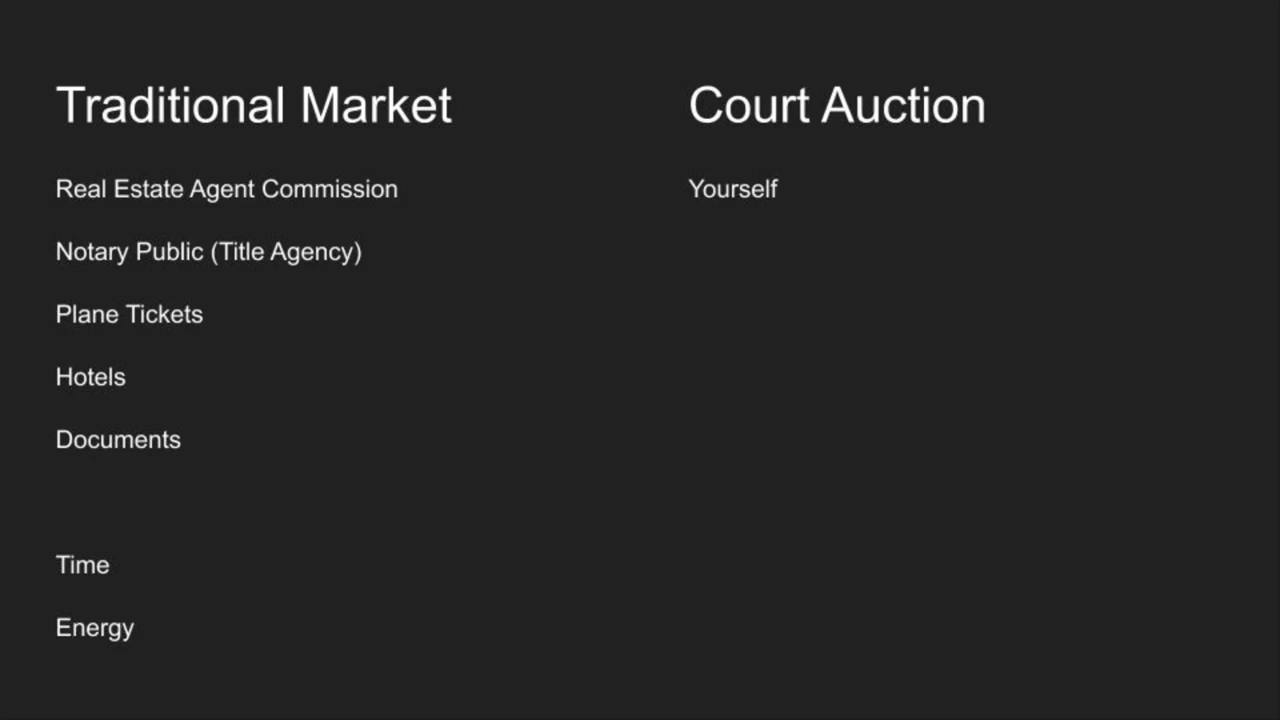 Traditional Market
Real Estate Agent Commission
Notary Public (Title Agency)
Plane Tickets
Hotels
Documents
Time
Energy
Court Auction
Yourself